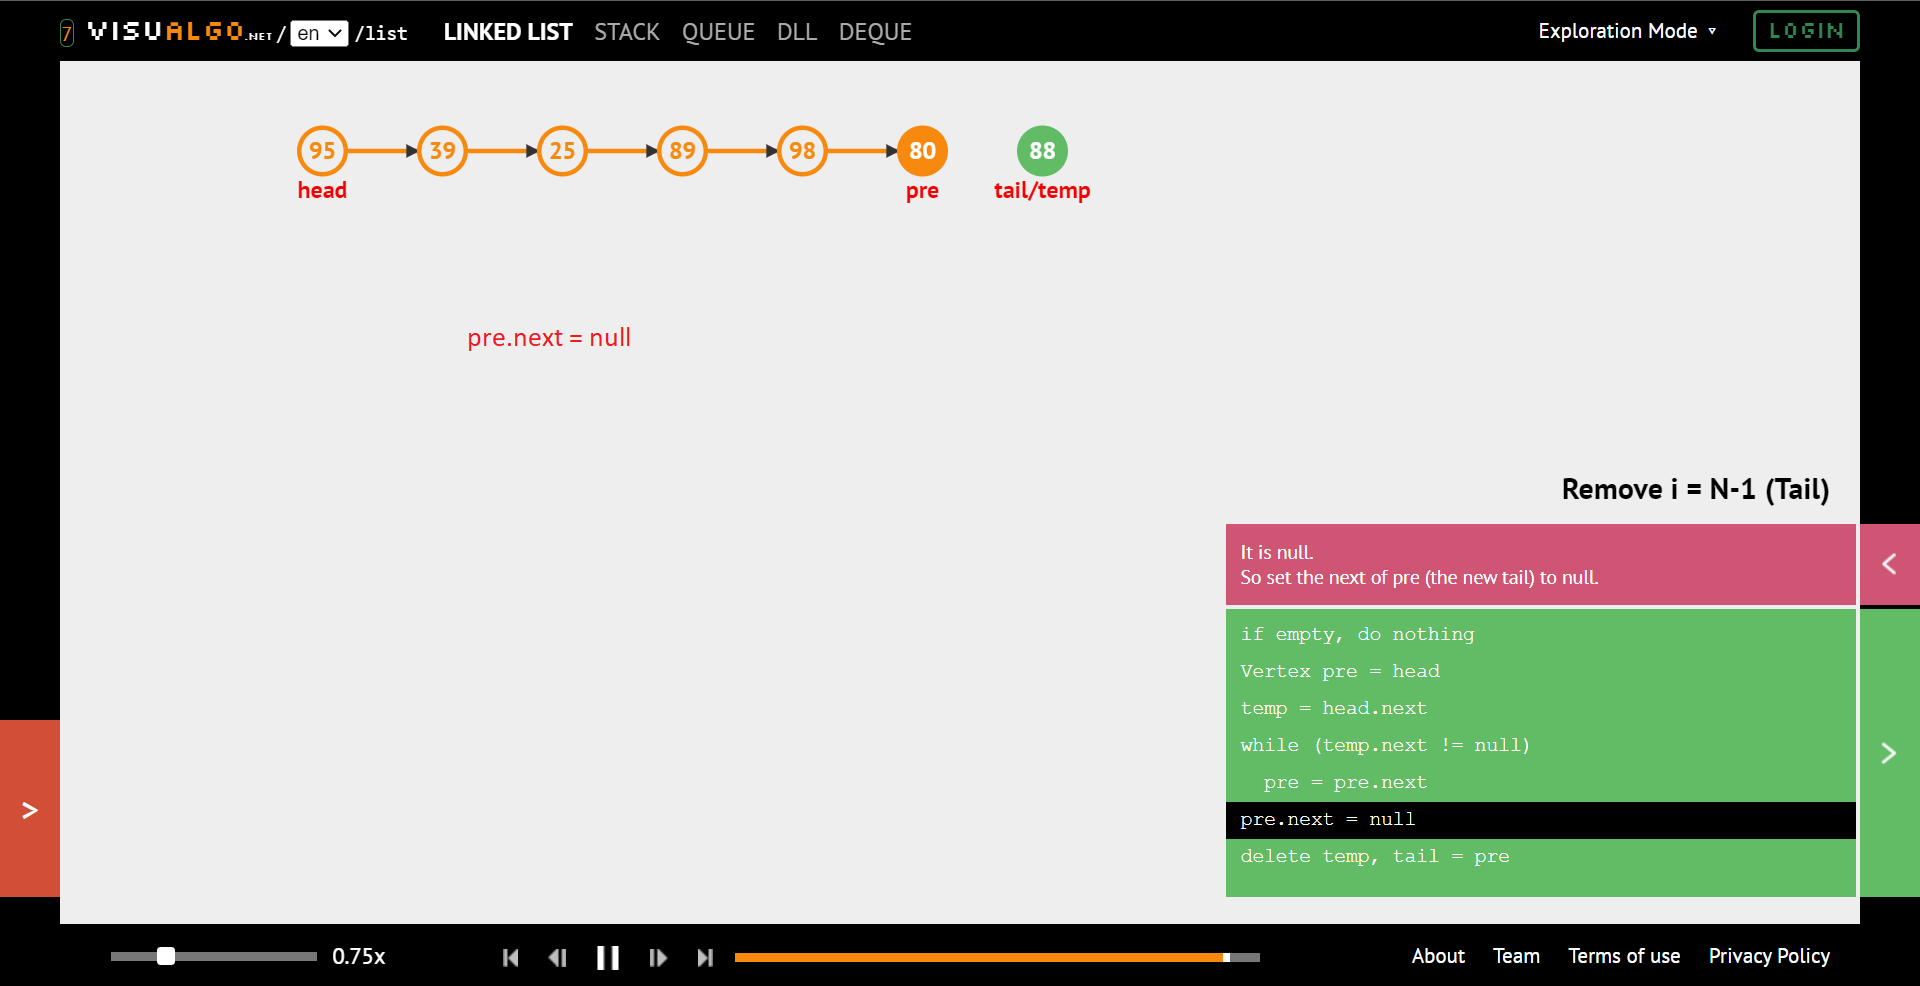 7 VISUALGO.NET/ en /list LINKED LIST STACK QUEUE DLL DEQUE Exploration Mode ▾ LOGIN
95 39 25 89 98 80 88
head pre tail/temp
pre.next = null
Remove i = N-1 (Tail)
It is null.
So set the next of pre (the new tail) to null.
if empty, do nothing
Vertex pre = head
temp = head.next
while (temp.next != null)
  pre = pre.next
pre.next = null
delete temp, tail = pre
0.75x About Team Terms of use Privacy Policy